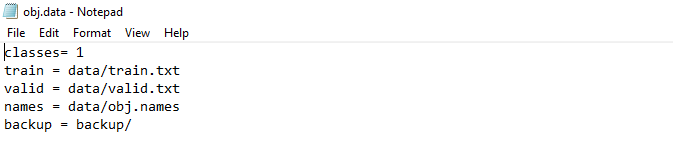 obj.data - Notepad
File Edit Format View Help
classes= 1
train = data/train.txt
valid = data/valid.txt
names = data/obj.names
backup = backup/